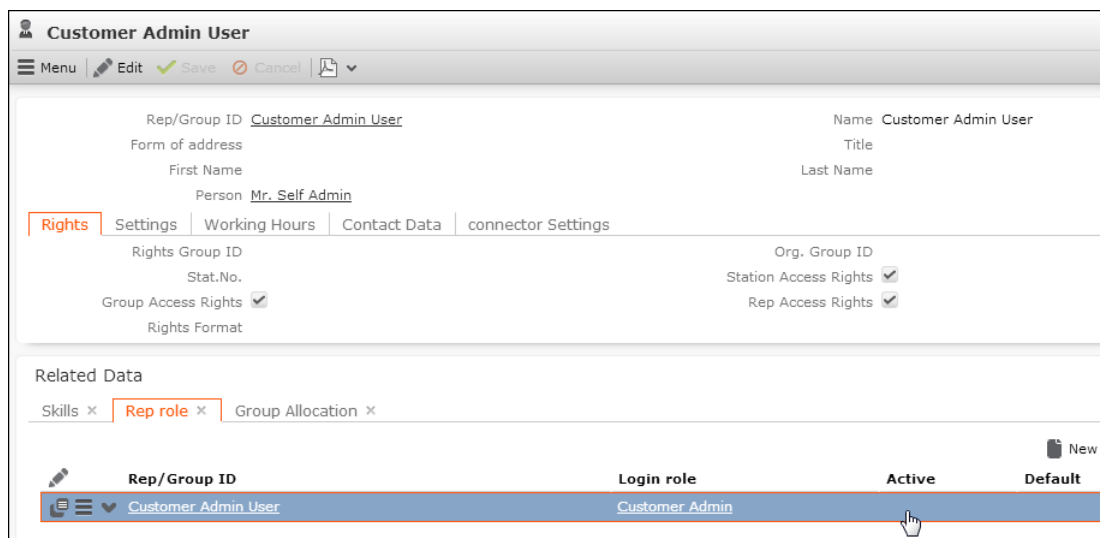 Customer Admin User
Menu Edit Save Cancel
Rep/Group ID Customer Admin User Name Customer Admin User
Form of address Title
First Name Last Name
Person Mr. Self Admin
Rights Settings Working Hours Contact Data connector Settings
Rights Group ID Org. Group ID
Stat.No. Station Access Rights
Group Access Rights Rep Access Rights
Rights Format
Related Data
Skills × Rep role × Group Allocation ×
New
Rep/Group ID Login role Active Default
Customer Admin User Customer Admin